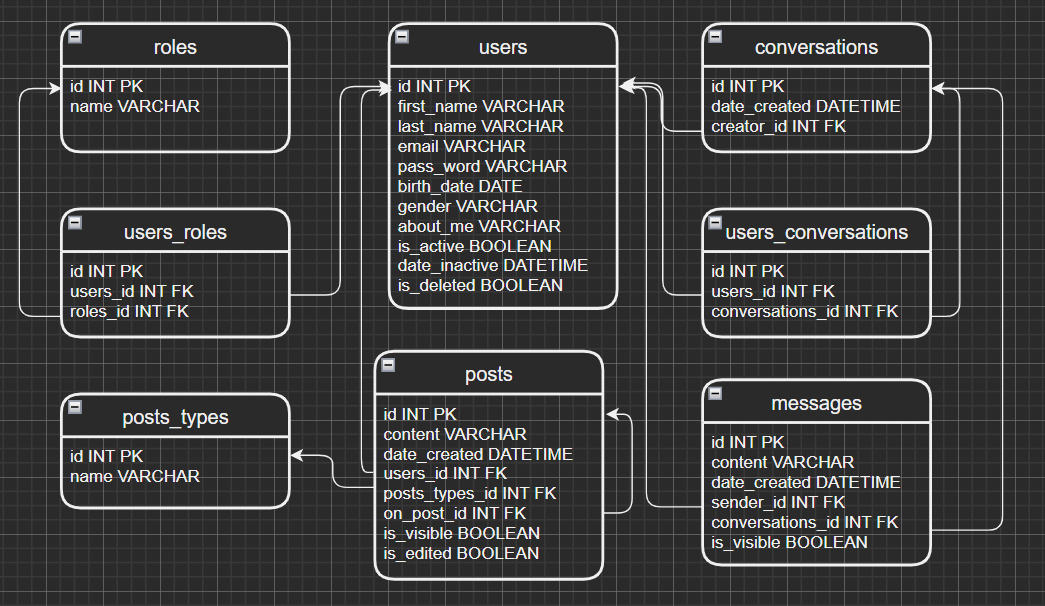 roles
id INT PK
name VARCHAR
users
id INT PK
first_name VARCHAR
last_name VARCHAR
email VARCHAR
pass_word VARCHAR
birth_date DATE
gender VARCHAR
about_me VARCHAR
is_active BOOLEAN
date_inactive DATETIME
is_deleted BOOLEAN
conversations
id INT PK
date_created DATETIME
creator_id INT FK
users_roles
id INT PK
users_id INT FK
roles_id INT FK
users_conversations
id INT PK
users_id INT FK
conversations_id INT FK
posts_types
id INT PK
name VARCHAR
posts
id INT PK
content VARCHAR
date_created DATETIME
users_id INT FK
posts_types_id INT FK
on_post_id INT FK
is_visible BOOLEAN
is_edited BOOLEAN
messages
id INT PK
content VARCHAR
date_created DATETIME
sender_id INT FK
conversations_id INT FK
is_visible BOOLEAN